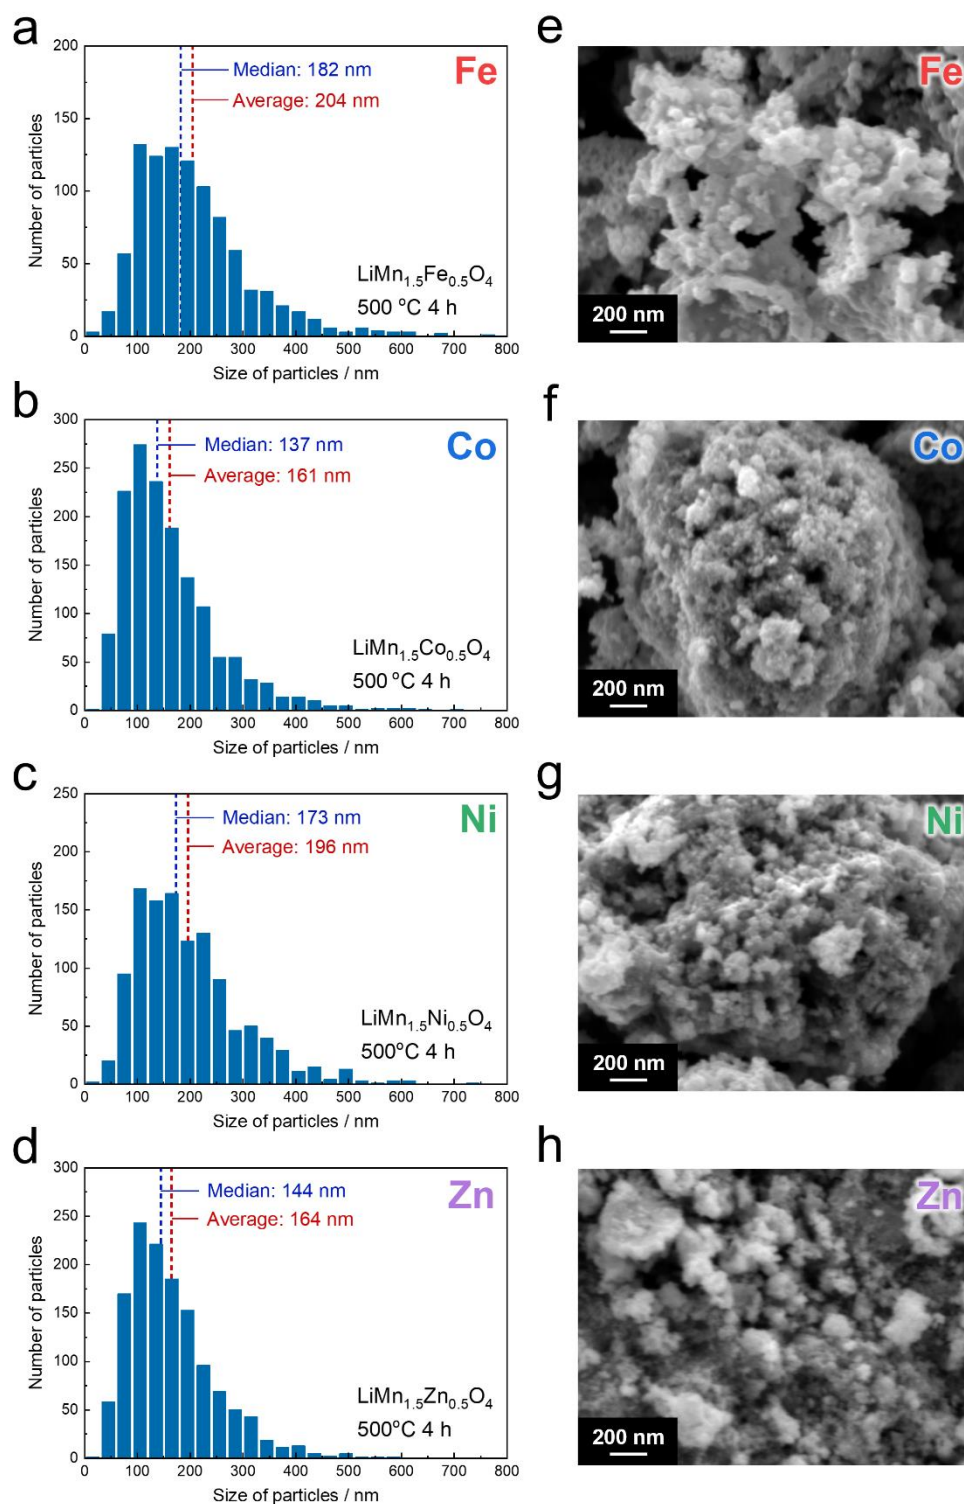 a
200
150
100
50
0
Number of particles
0 100 200 300 400 500 600 700 800
Size of particles / nm
Median: 182 nm
Average: 204 nm
Fe
LiMn₁.₅Fe₀.₅O₄
500 ºC 4 h
e
Fe
200 nm
b
300
250
200
150
100
50
0
Number of particles
0 100 200 300 400 500 600 700 800
Size of particles / nm
Median: 137 nm
Average: 161 nm
Co
LiMn₁.₅Co₀.₅O₄
500 ºC 4 h
f
Co
200 nm
c
250
200
150
100
50
0
Number of particles
0 100 200 300 400 500 600 700 800
Size of particles / nm
Median: 173 nm
Average: 196 nm
Ni
LiMn₁.₅Ni₀.₅O₄
500ºC 4 h
g
Ni
200 nm
d
300
250
200
150
100
50
0
Number of particles
0 100 200 300 400 500 600 700 800
Size of particles / nm
Median: 144 nm
Average: 164 nm
Zn
LiMn₁.₅Zn₀.₅O₄
500ºC 4 h
h
Zn
200 nm